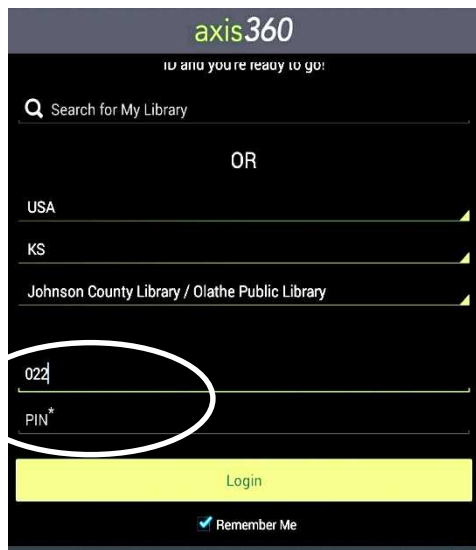 axis360
ID and you're ready to go!
Search for My Library
OR
USA
KS
Johnson County Library / Olathe Public Library
022
PIN*
Login
Remember Me